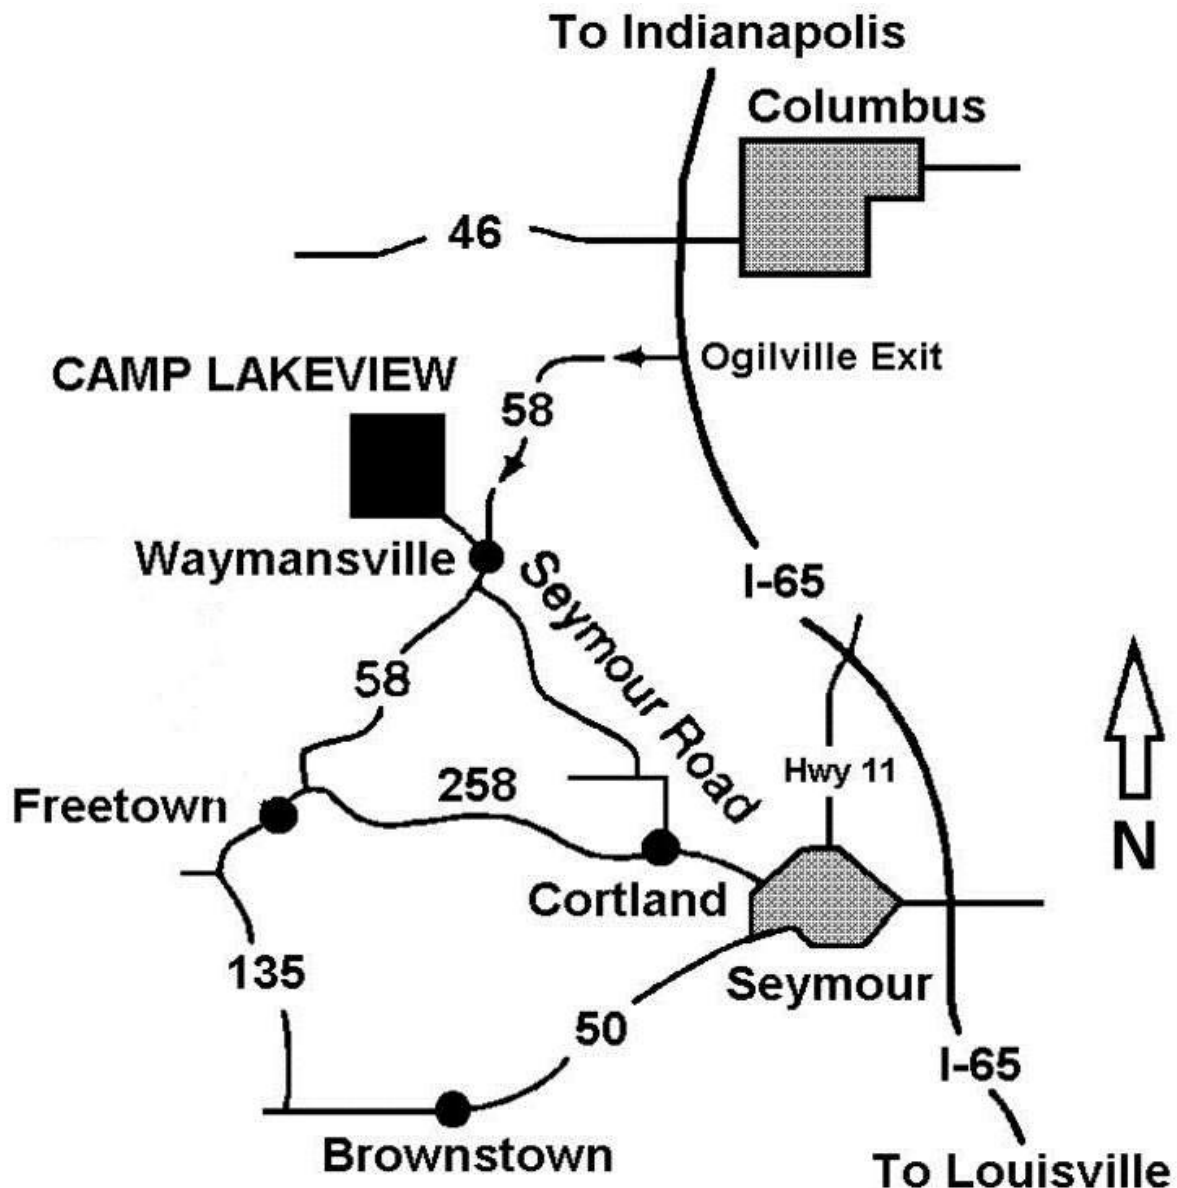 To Indianapolis
Columbus
46
Ogilville Exit
CAMP LAKEVIEW
58
Waymansville
Seymour Road
I-65
58
Hwy 11
258
Freetown
N
Cortland
135
Seymour
50
I-65
Brownstown
To Louisville